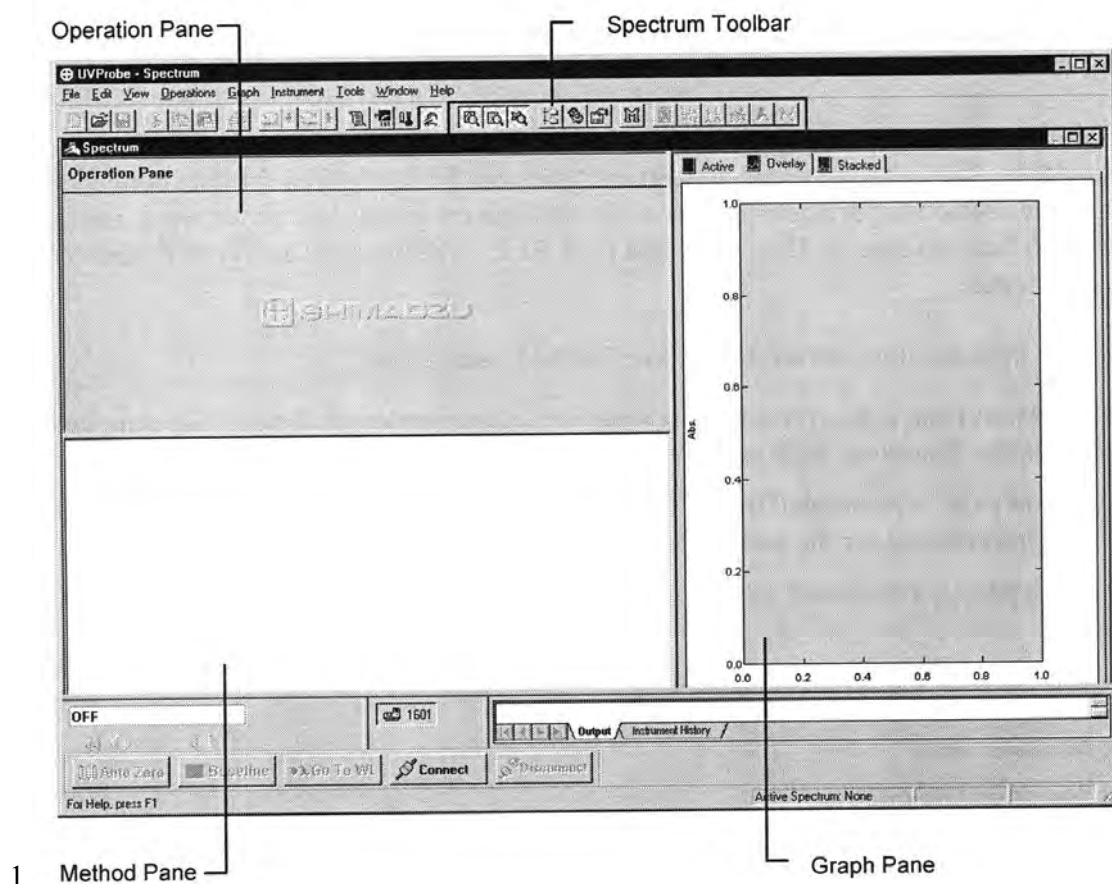 Operation Pane
Spectrum Toolbar
UVProbe - Spectrum
File Edit View Operations Graph Instrument Tools Window Help
Spectrum
Operation Pane
Active Overlay Stacked
SHIMADZU
1.0
0.8
0.6
Abs.
0.4
0.2
0.0
0.0 0.2 0.4 0.6 0.8 1.0
OFF
1601
Output Instrument History
Auto Zero Baseline Go To WL Connect Disconnect
For Help, press F1
Active Spectrum: None
1 Method Pane
Graph Pane